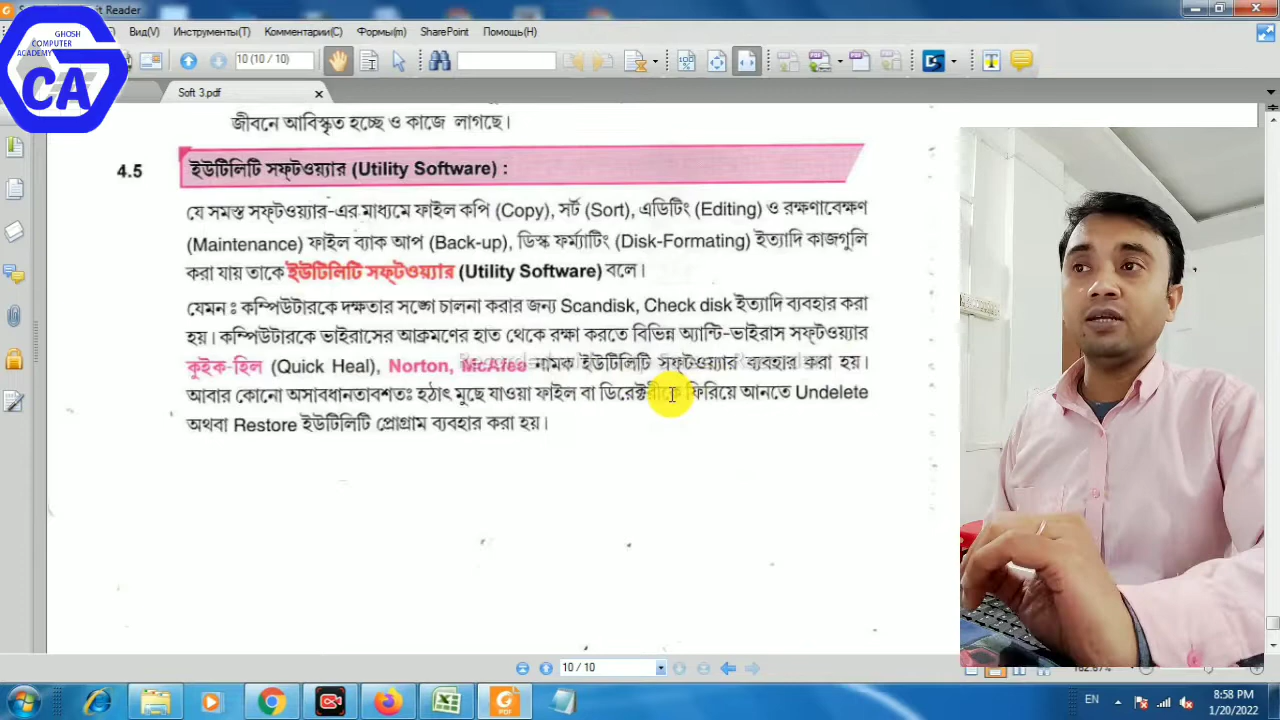 GHOSH
COMPUTER
ACADEMY
CA
Reader
Вид(V) Инструменты(T) Комментарии(C) Формы(m) SharePoint Помощь(H)
10 (10 / 10)
Soft 3.pdf
জীবনে আবিস্কৃত হচ্ছে ও কাজে লাগছে।
4.5 ইউটিলিটি সফ্‌টওয়্যার (Utility Software) :
যে সমস্ত সফ্‌টওয়্যার-এর মাধ্যমে ফাইল কপি (Copy), সর্ট (Sort), এডিটিং (Editing) ও রক্ষণাবেক্ষণ
(Maintenance) ফাইল ব্যাক আপ (Back-up), ডিস্ক ফর্ম্যাটিং (Disk-Formating) ইত্যাদি কাজগুলি
করা যায় তাকে ইউটিলিটি সফ্‌টওয়্যার (Utility Software) বলে।
যেমন ঃ কম্পিউটারকে দক্ষতার সঙ্গে চালনা করার জন্য Scandisk, Check disk ইত্যাদি ব্যবহার করা
হয়। কম্পিউটারকে ভাইরাসের আক্রমণের হাত থেকে রক্ষা করতে বিভিন্ন অ্যান্টি-ভাইরাস সফ্‌টওয়্যার
কুইক-হিল (Quick Heal), Norton, McAfee নামক ইউটিলিটি সফ্‌টওয়্যার ব্যবহার করা হয়।
আবার কোনো অসাবধানতাবশতঃ হঠাৎ মুছে যাওয়া ফাইল বা ডিরেক্টরীকে ফিরিয়ে আনতে Undelete
অথবা Restore ইউটিলিটি প্রোগ্রাম ব্যবহার করা হয়।
10 / 10
EN
8:58 PM
1/20/2022